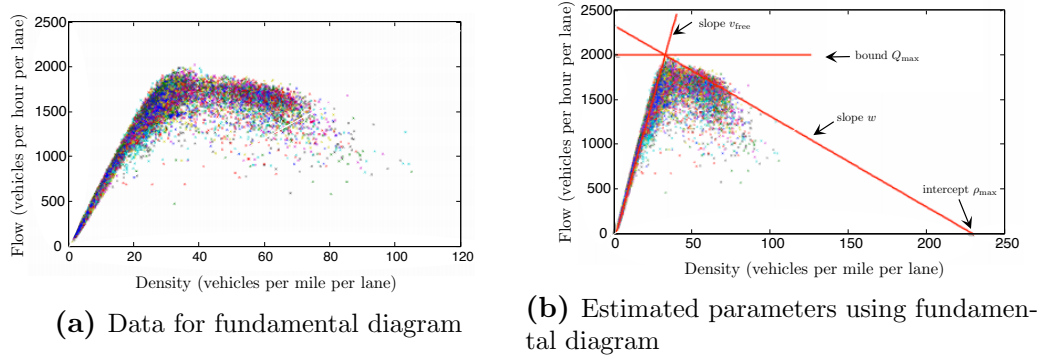 2500
2000
1500
1000
500
0
0
20
40
60
80
100
120
Flow (vehicles per hour per lane)
Density (vehicles per mile per lane)
(a) Data for fundamental diagram
2500
2000
1500
1000
500
0
0
50
100
150
200
250
Flow (vehicles per hour per lane)
Density (vehicles per mile per lane)
slope v_free
bound Q_max
slope w
intercept ρ_max
(b) Estimated parameters using fundamen-
tal diagram